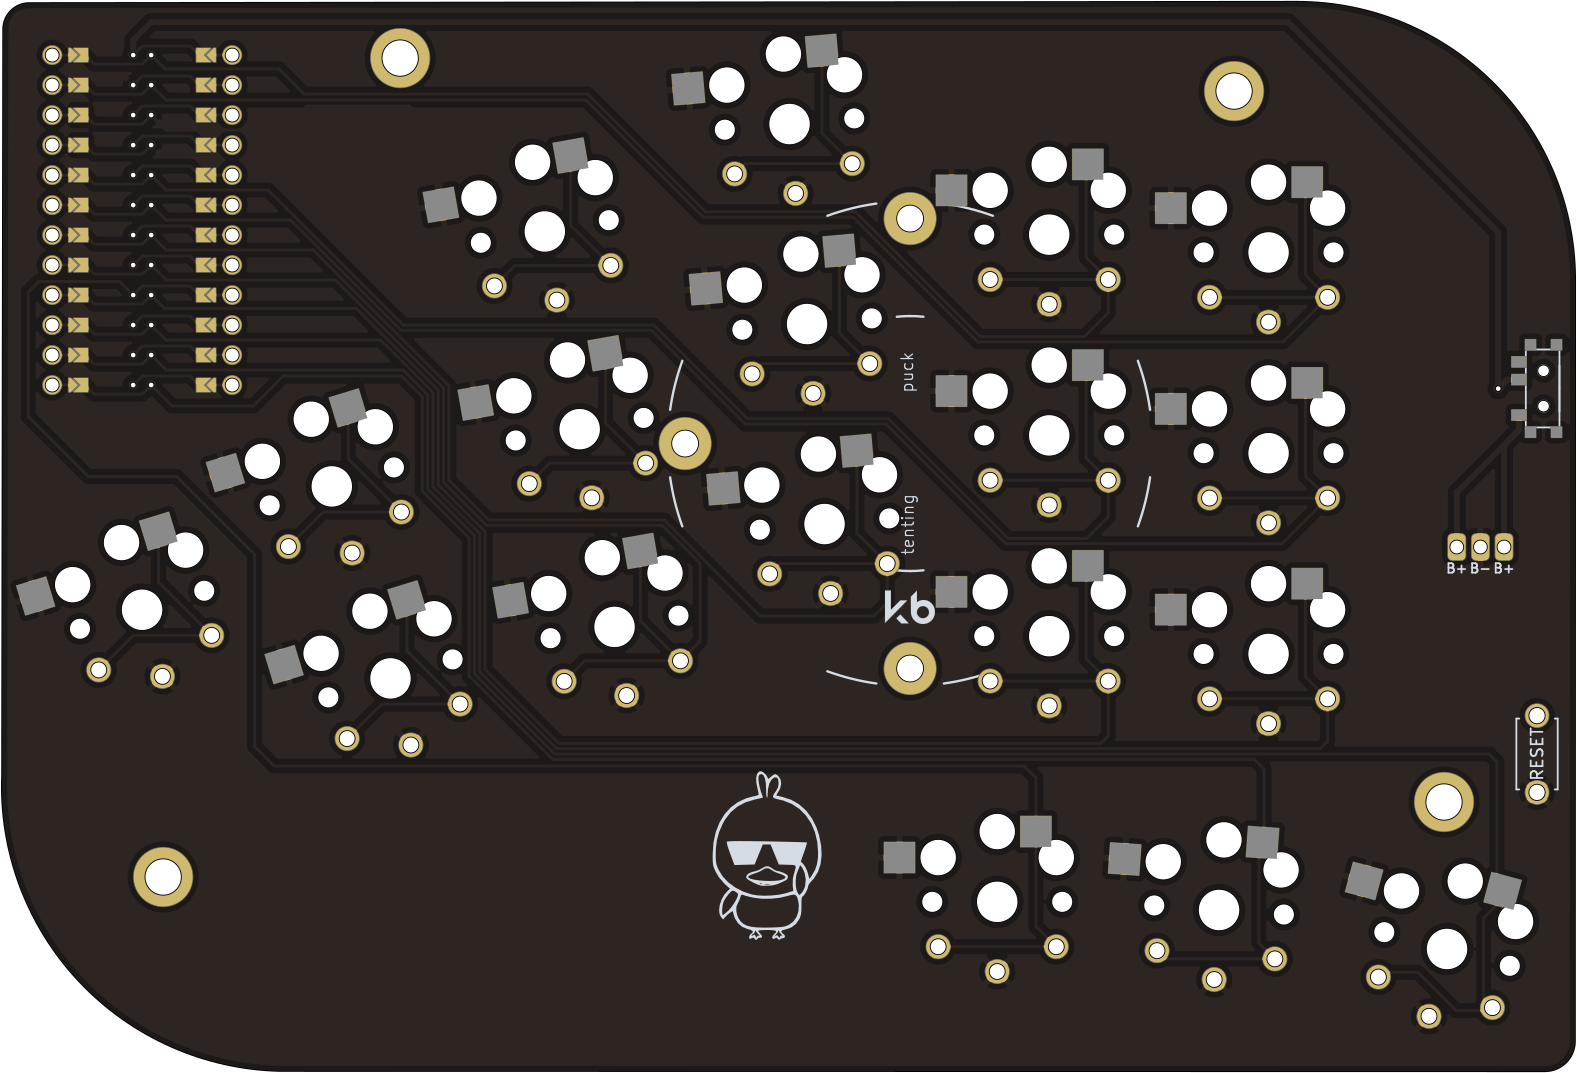 puck
tenting
kb
B+ B- B+
RESET